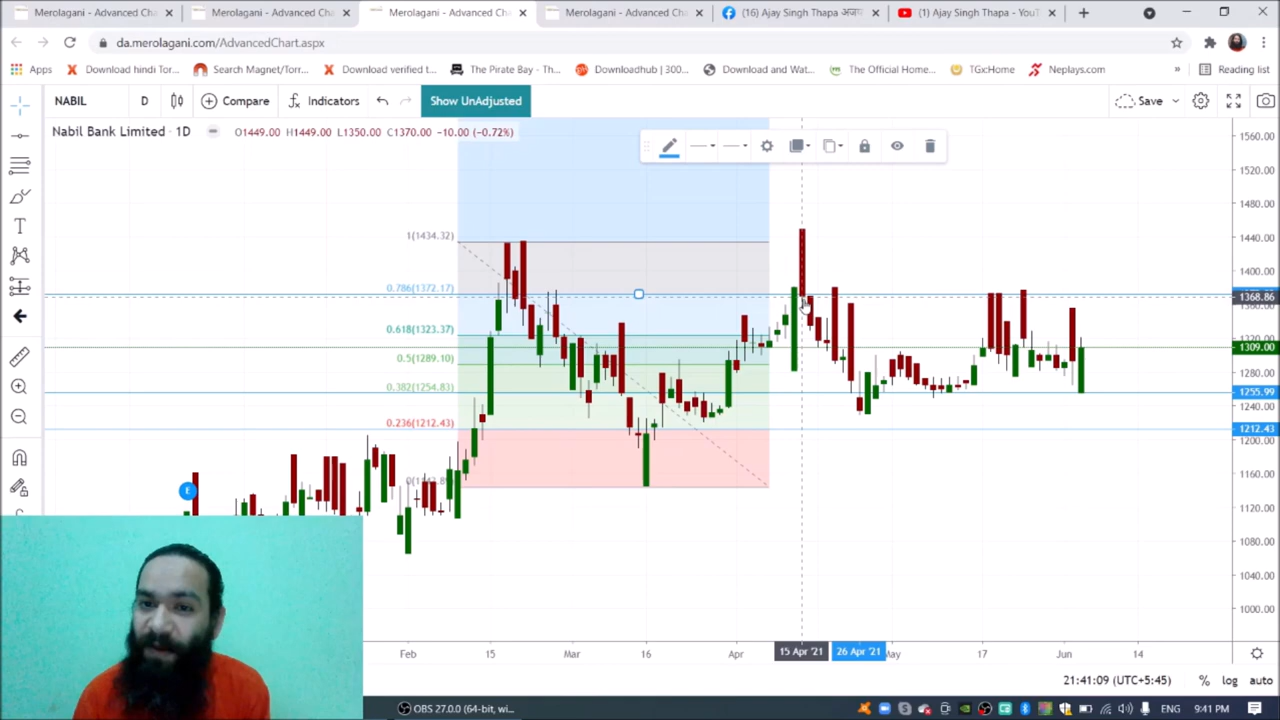 Merolagani - Advanced Cha
Merolagani - Advanced Cha
Merolagani - Advanced Cha
Merolagani - Advanced Cha
(16) Ajay Singh Thapa अजय
(1) Ajay Singh Thapa - YouT
da.merolagani.com/AdvancedChart.aspx
Apps
Download hindi Tor...
Search Magnet/Torr...
Download verified t...
The Pirate Bay - Th...
Downloadhub | 300...
Download and Wat...
The Official Home...
TGxHome
Neplays.com
»
Reading list
NABIL
D
Compare
Indicators
Show UnAdjusted
Save
Nabil Bank Limited · 1D
O1449.00 H1449.00 L1350.00 C1370.00 −10.00 (−0.72%)
1560.00
1520.00
1480.00
1440.00
1400.00
1368.86
1309.00
1280.00
1255.99
1240.00
1212.43
1200.00
1160.00
1120.00
1080.00
1040.00
1000.00
1(1434.32)
0.786(1372.17)
0.618(1323.37)
0.5(1289.10)
0.382(1254.83)
0.236(1212.43)
E
Feb
15
Mar
16
Apr
15 Apr '21
26 Apr '21
May
17
Jun
14
21:41:09 (UTC+5:45)
%
log
auto
OBS 27.0.0 (64-bit, wi...
ENG
9:41 PM